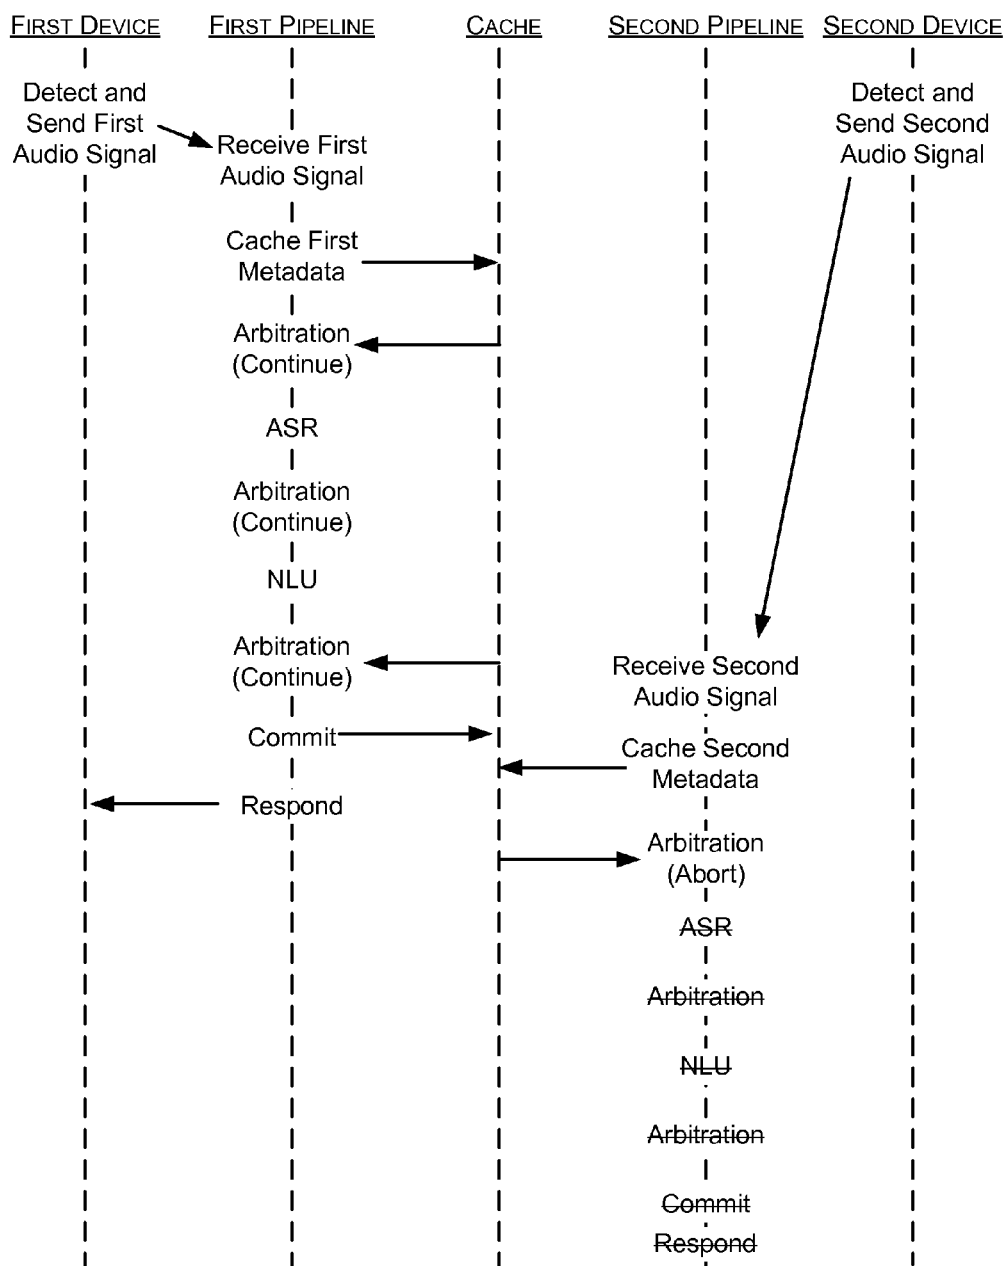 FIRST DEVICE
FIRST PIPELINE
CACHE
SECOND PIPELINE
SECOND DEVICE
Detect and
Send First
Audio Signal
Receive First
Audio Signal
Detect and
Send Second
Audio Signal
Cache First
Metadata
Arbitration
(Continue)
ASR
Arbitration
(Continue)
NLU
Arbitration
(Continue)
Receive Second
Audio Signal
Commit
Cache Second
Metadata
Respond
Arbitration
(Abort)
ASR
Arbitration
NLU
Arbitration
Commit
Respond